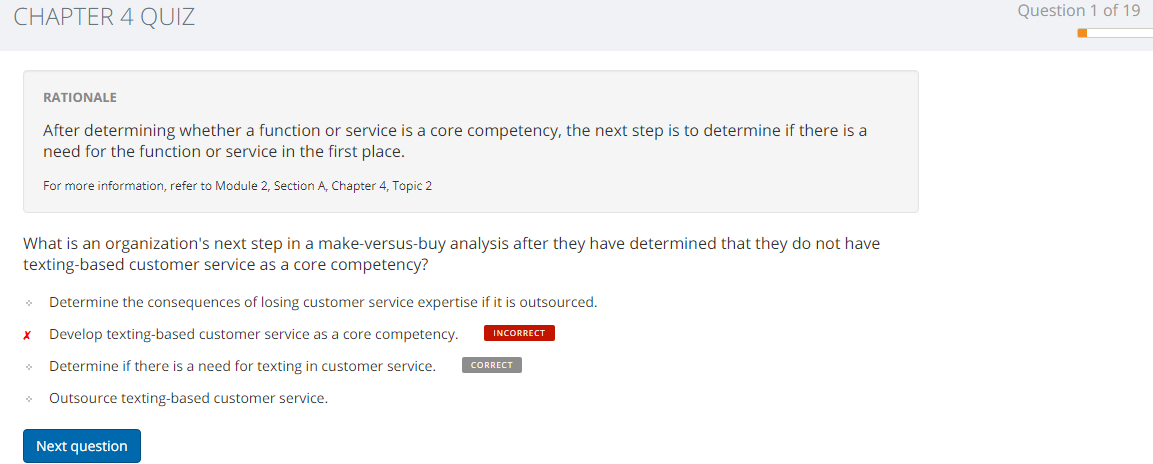 CHAPTER 4 QUIZ
Question 1 of 19
RATIONALE
After determining whether a function or service is a core competency, the next step is to determine if there is a
need for the function or service in the first place.
For more information, refer to Module 2, Section A, Chapter 4, Topic 2
What is an organization's next step in a make-versus-buy analysis after they have determined that they do not have
texting-based customer service as a core competency?
Determine the consequences of losing customer service expertise if it is outsourced.
✗ Develop texting-based customer service as a core competency. INCORRECT
Determine if there is a need for texting in customer service. CORRECT
Outsource texting-based customer service.
Next question